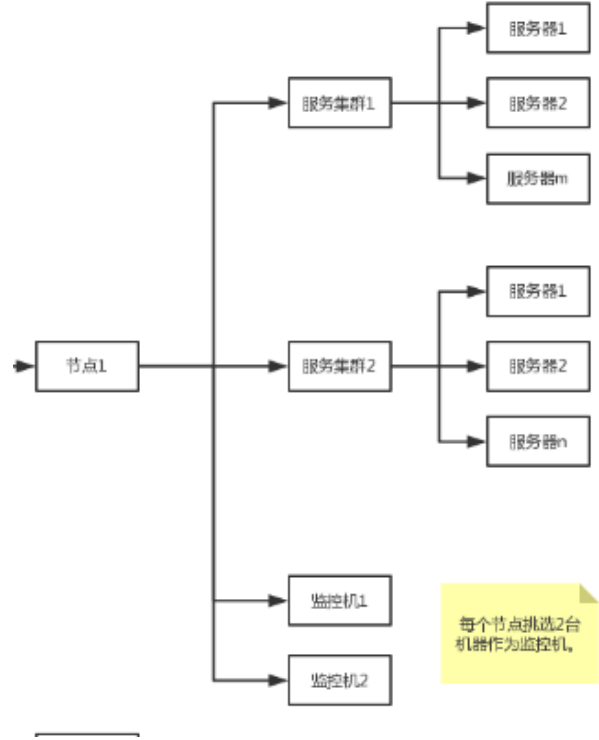 服务器1
服务集群1
服务器2
服务器m
服务器1
节点1
服务集群2
服务器2
服务器n
监控机1
每个节点挑选2台
机器作为监控机。
监控机2